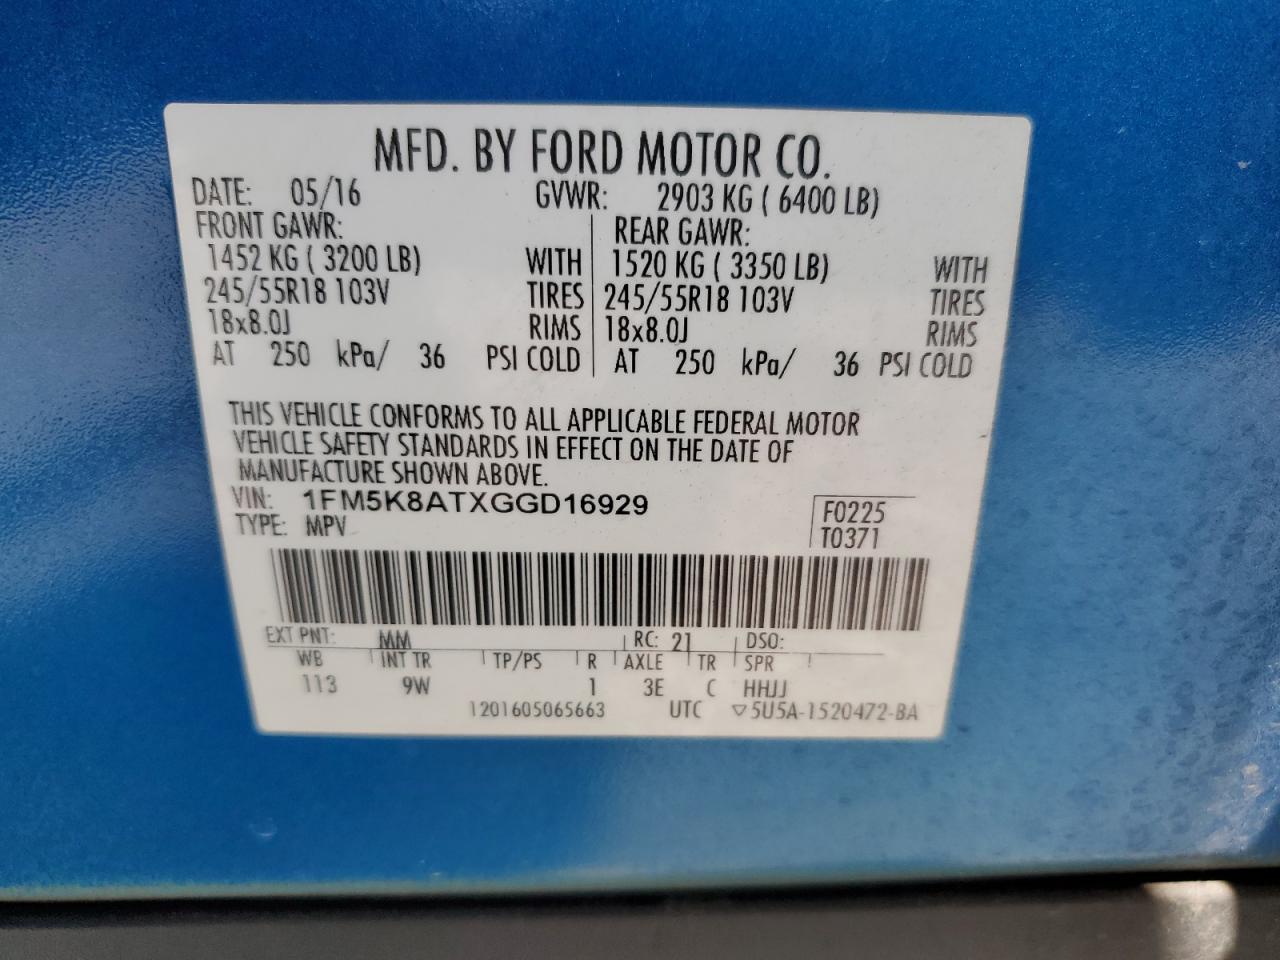 MFD. BY FORD MOTOR CO.
DATE: 05/16 GVWR: 2903 KG ( 6400 LB)
FRONT GAWR: REAR GAWR:
1452 KG ( 3200 LB) WITH 1520 KG ( 3350 LB) WITH
245/55R18 103V TIRES 245/55R18 103V TIRES
18x8.0J RIMS 18x8.0J RIMS
AT 250 kPa/ 36 PSI COLD AT 250 kPa/ 36 PSI COLD
THIS VEHICLE CONFORMS TO ALL APPLICABLE FEDERAL MOTOR
VEHICLE SAFETY STANDARDS IN EFFECT ON THE DATE OF
MANUFACTURE SHOWN ABOVE.
VIN: 1FM5K8ATXGGD16929 F0225
TYPE: MPV T0371
EXT PNT: MM RC: 21 DSO:
WB INT TR TP/PS R AXLE TR SPR
113 9W 1 3E C HHJJ
1201605065663 UTC ▽5U5A-1520472-BA